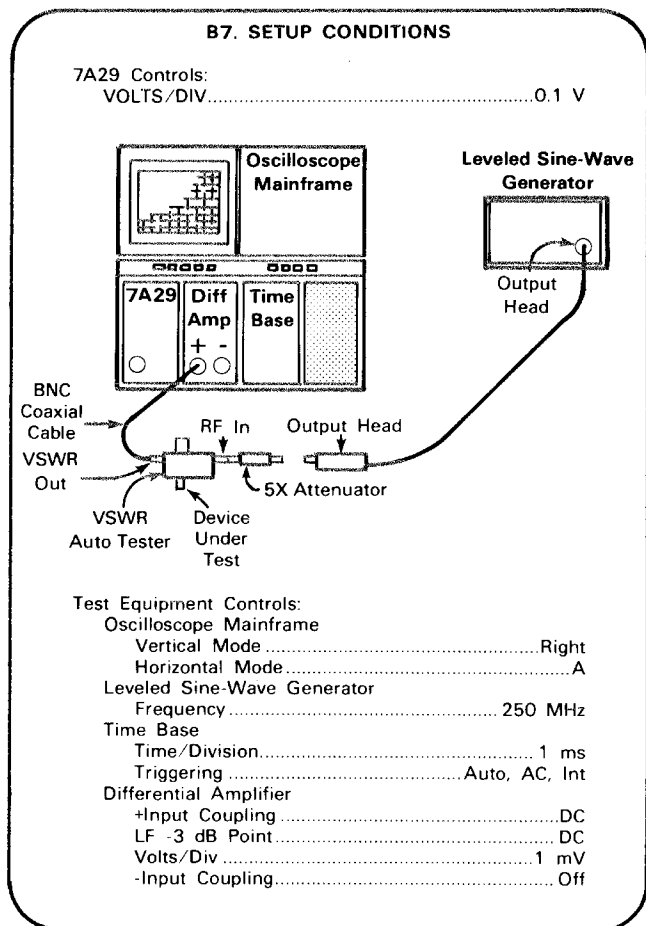 B7. SETUP CONDITIONS
7A29 Controls:
VOLTS/DIV....................................................0.1 V
Oscilloscope
Mainframe
Leveled Sine-Wave
Generator
Output
Head
7A29
Diff
Amp
+ -
Time
Base
BNC
Coaxial
Cable
VSWR
Out
RF In
Output Head
5X Attenuator
VSWR
Auto Tester
Device
Under
Test
Test Equipment Controls:
Oscilloscope Mainframe
Vertical Mode............................................Right
Horizontal Mode................................................A
Leveled Sine-Wave Generator
Frequency...........................................250 MHz
Time Base
Time/Division............................................1 ms
Triggering....................................Auto, AC, Int
Differential Amplifier
+Input Coupling............................................DC
LF -3 dB Point..............................................DC
Volts/Div..................................................1 mV
-Input Coupling............................................Off